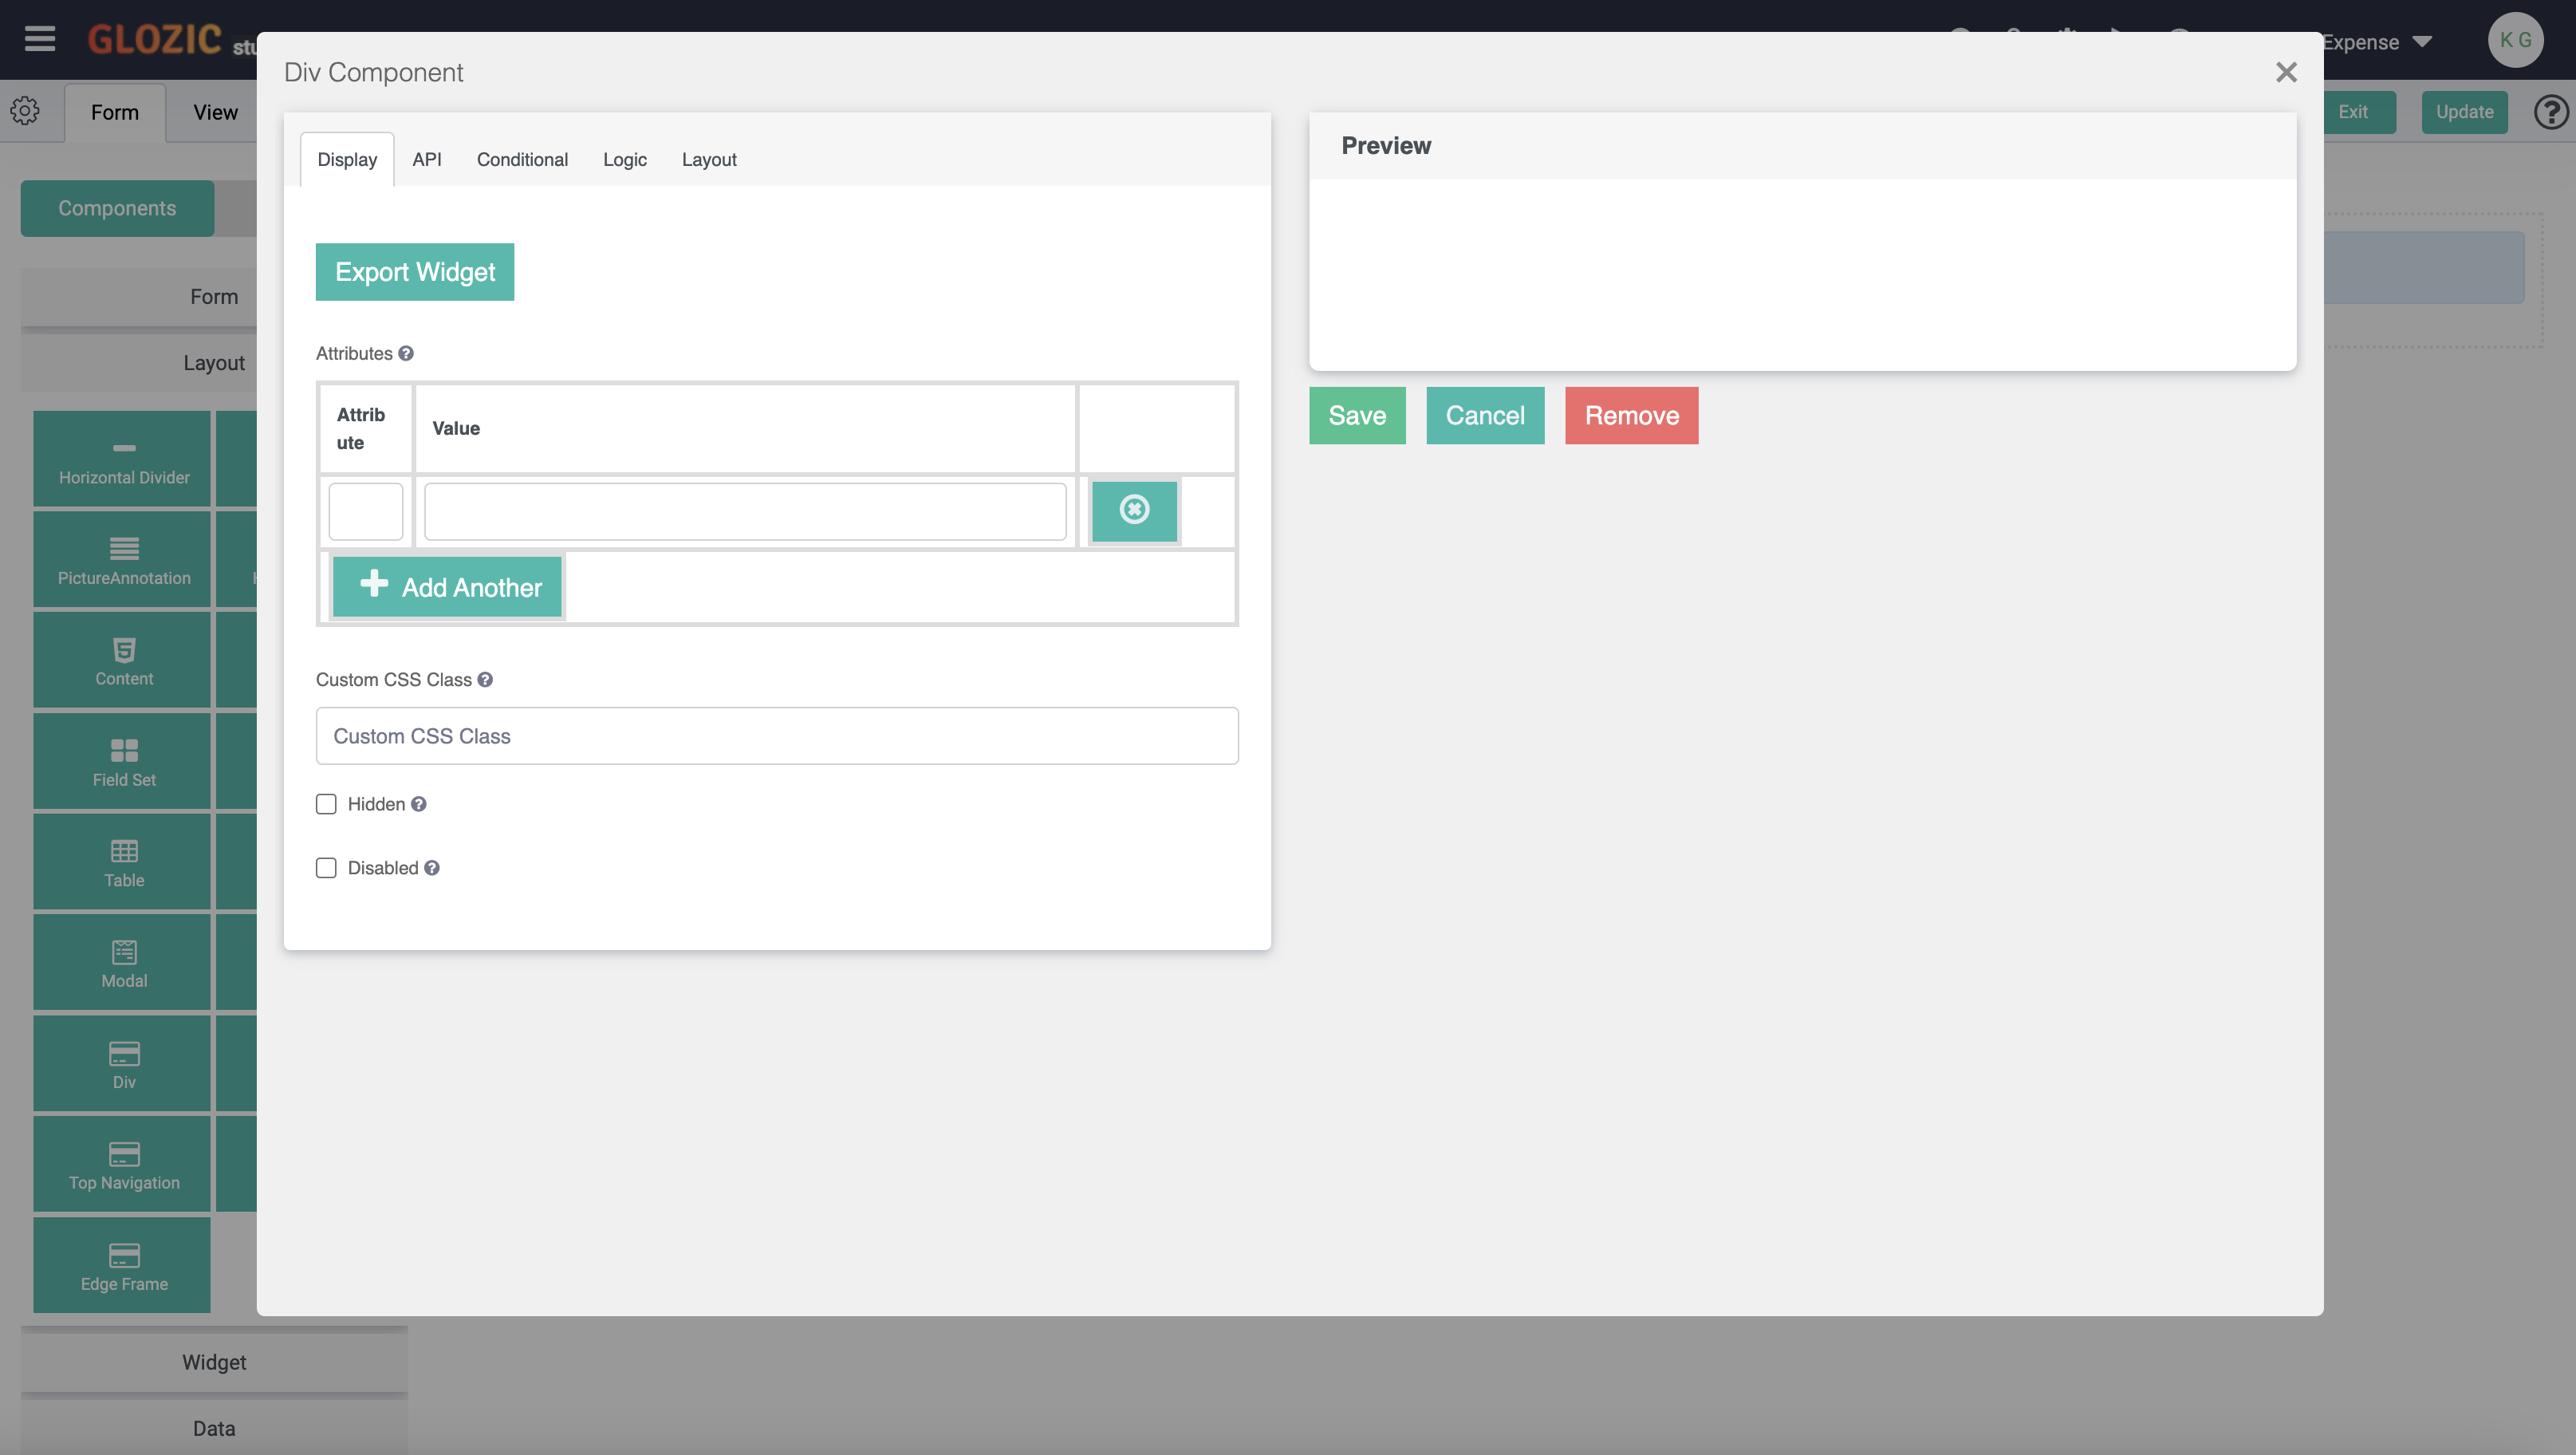 GLOZIC
Expense
K G
Div Component
Form
View
Exit
Update
Display
API
Conditional
Logic
Layout
Preview
Components
Export Widget
Form
Attributes
Layout
Attrib
ute
Value
Save
Cancel
Remove
Horizontal Divider
Add Another
PictureAnnotation
Content
Custom CSS Class
Custom CSS Class
Field Set
Hidden
Disabled
Table
Modal
Div
Top Navigation
Edge Frame
Widget
Data